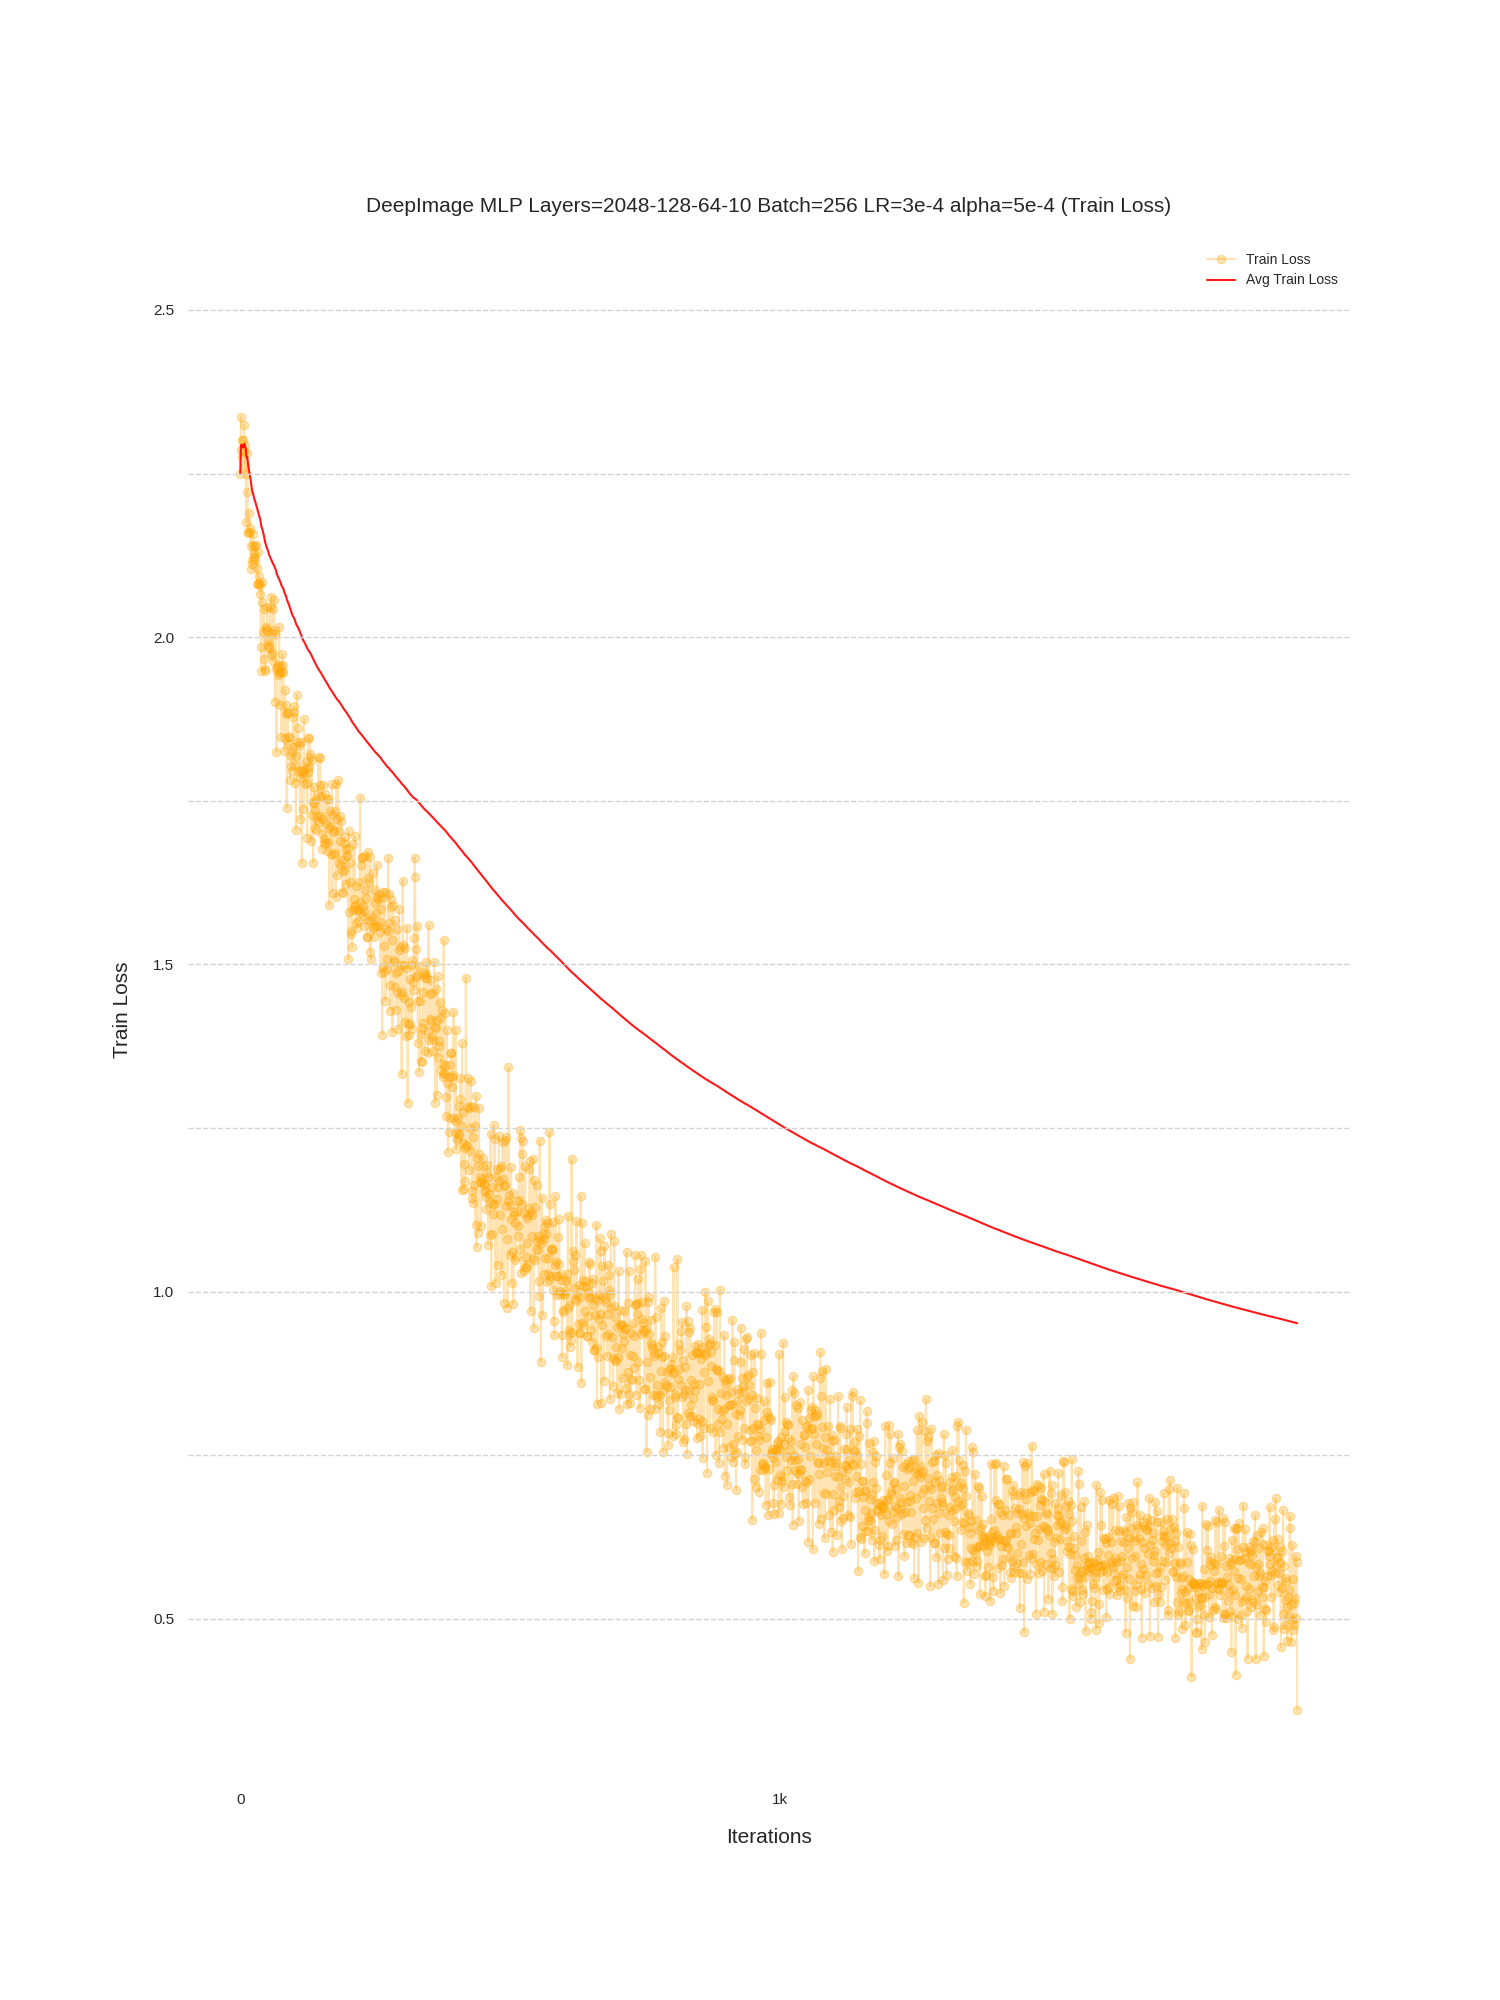 DeepImage MLP Layers=2048-128-64-10 Batch=256 LR=3e-4 alpha=5e-4 (Train Loss)
Train Loss
Avg Train Loss
2.5
2.0
1.5
1.0
0.5
Train Loss
0
1k
Iterations